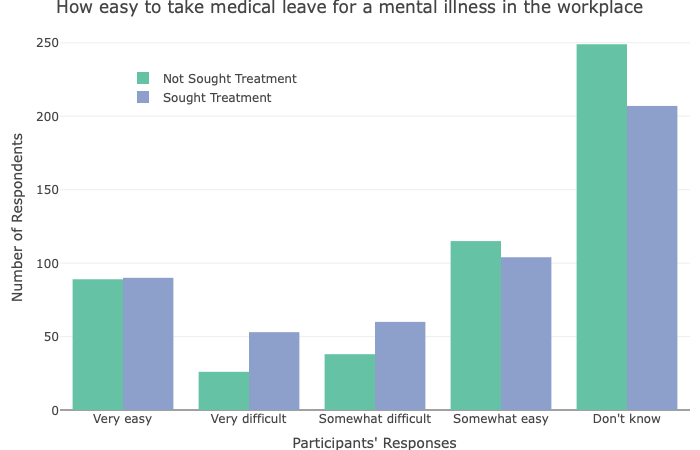 How easy to take medical leave for a mental illness in the workplace
250
200
150
100
50
0
Number of Respondents
Not Sought Treatment
Sought Treatment
Very easy
Very difficult
Somewhat difficult
Somewhat easy
Don't know
Participants' Responses